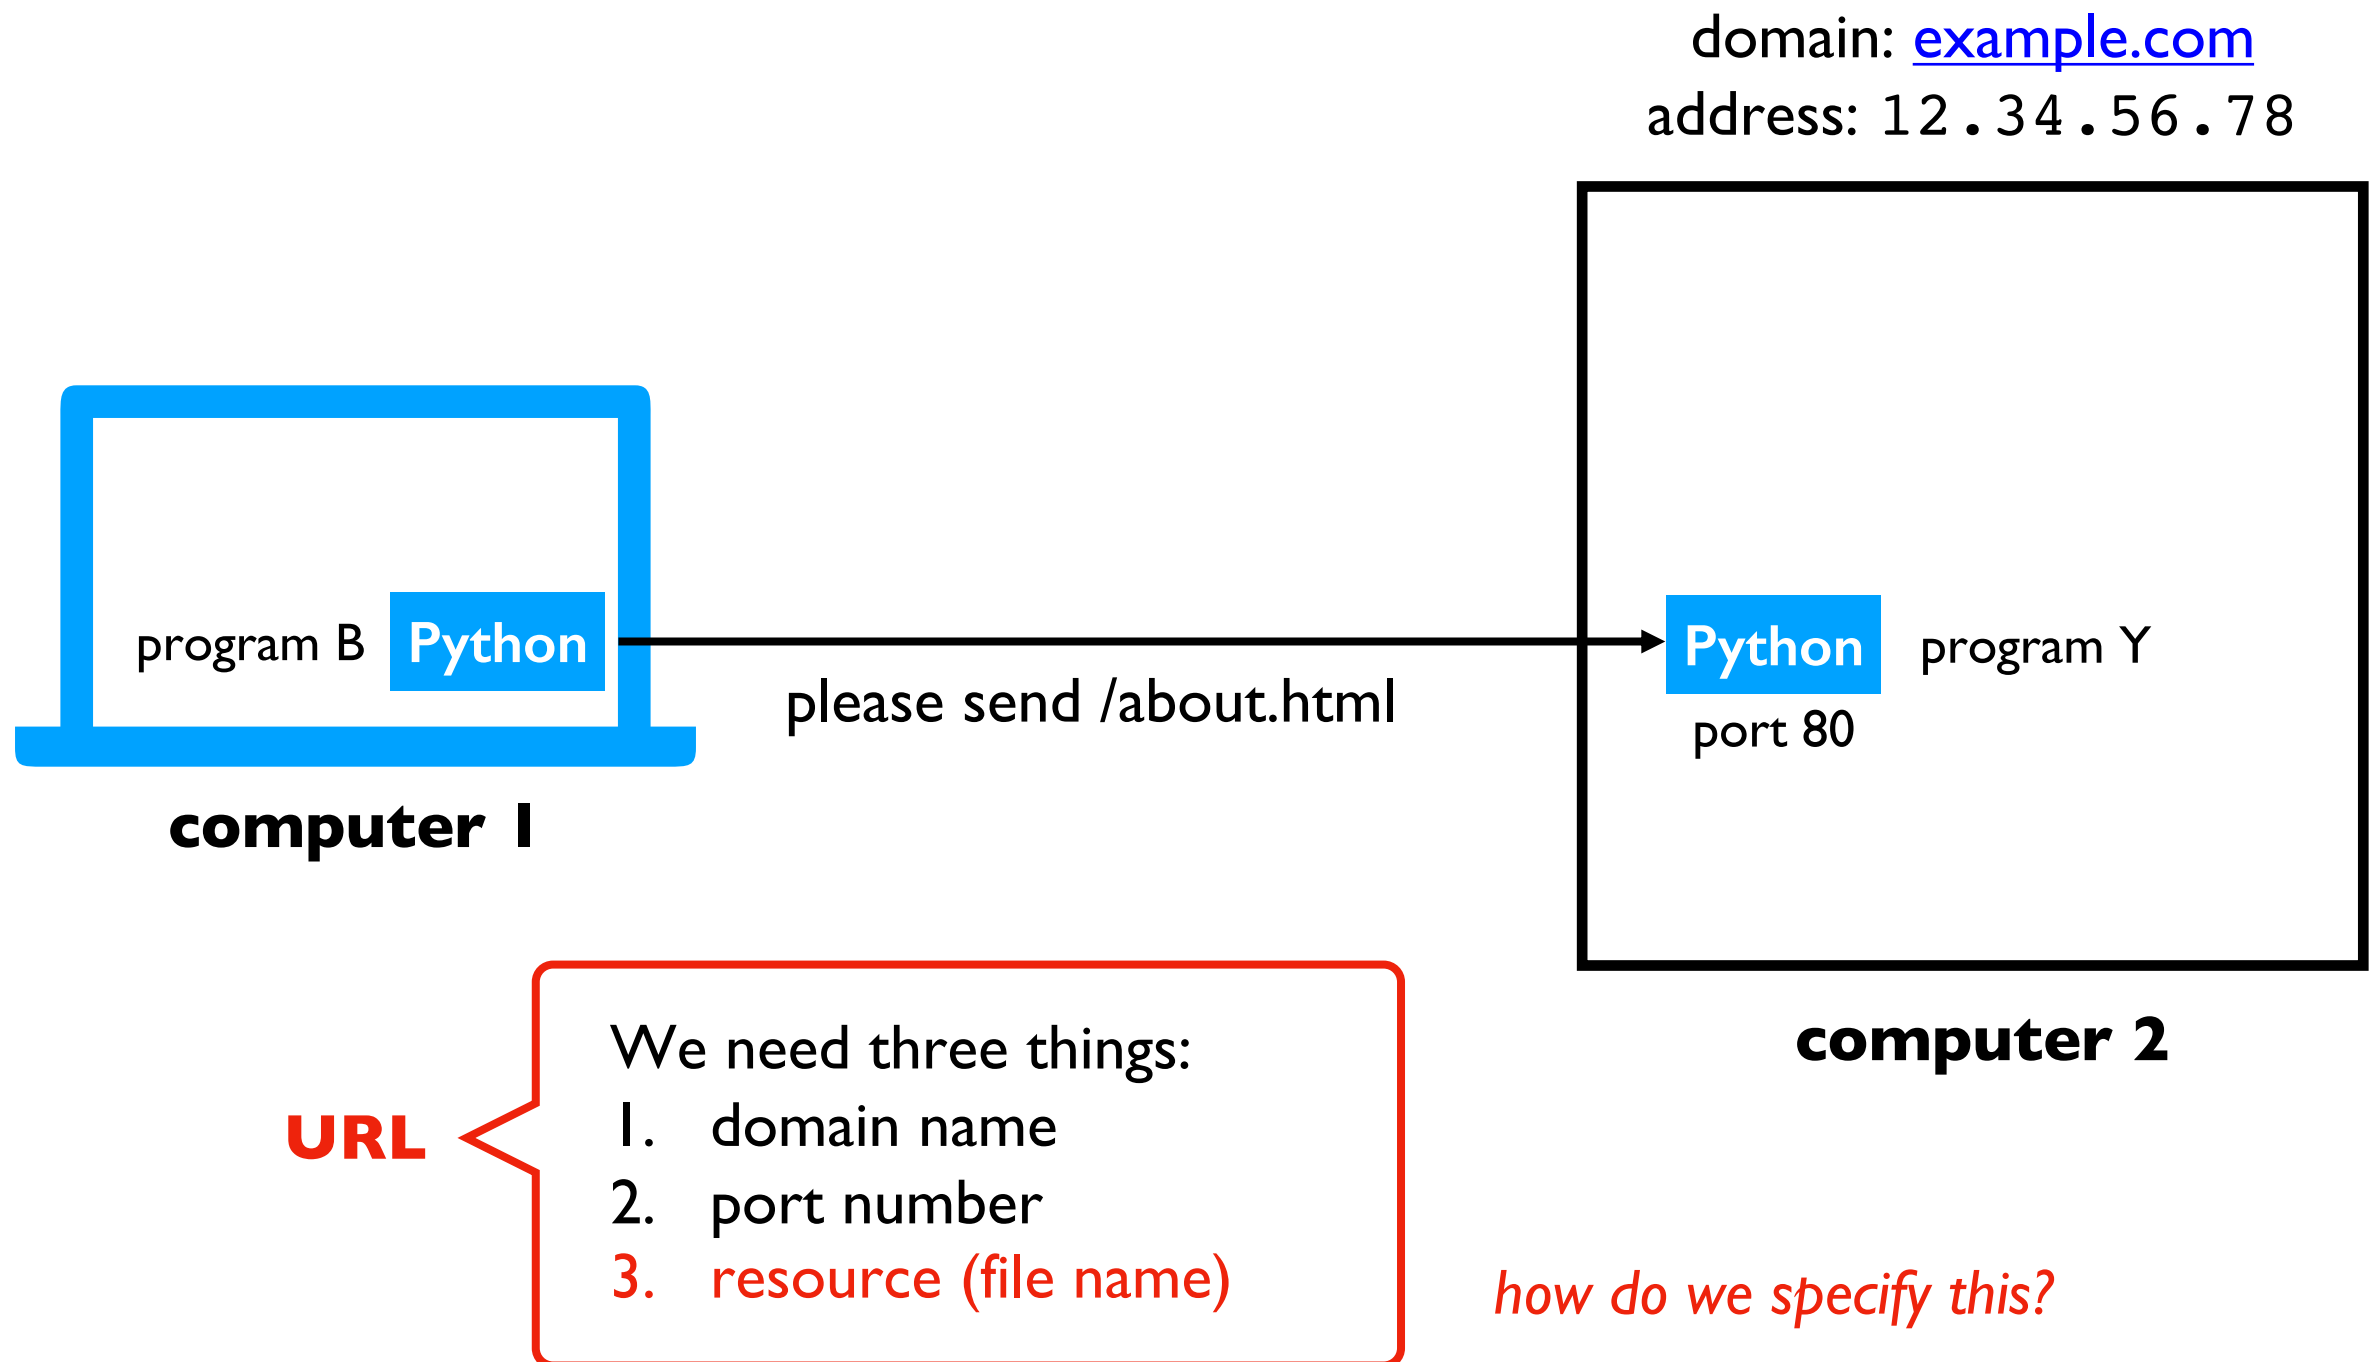 domain: example.com
address: 12.34.56.78
program B Python
Python program Y
please send /about.html
port 80
computer 1
computer 2
We need three things:
1. domain name
2. port number
3. resource (file name)
URL
how do we specify this?